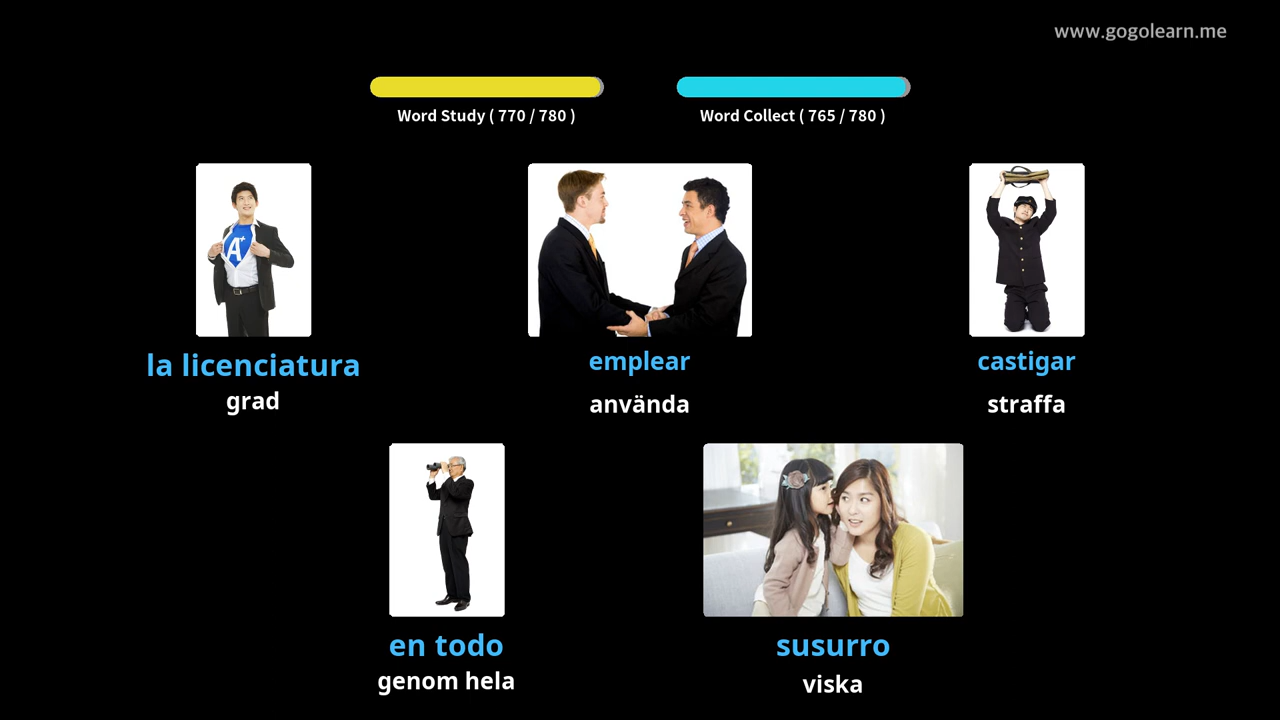 www.gogolearn.me
Word Study ( 770 / 780 )
Word Collect ( 765 / 780 )
A+
la licenciatura
grad
emplear
använda
castigar
straffa
en todo
genom hela
susurro
viska